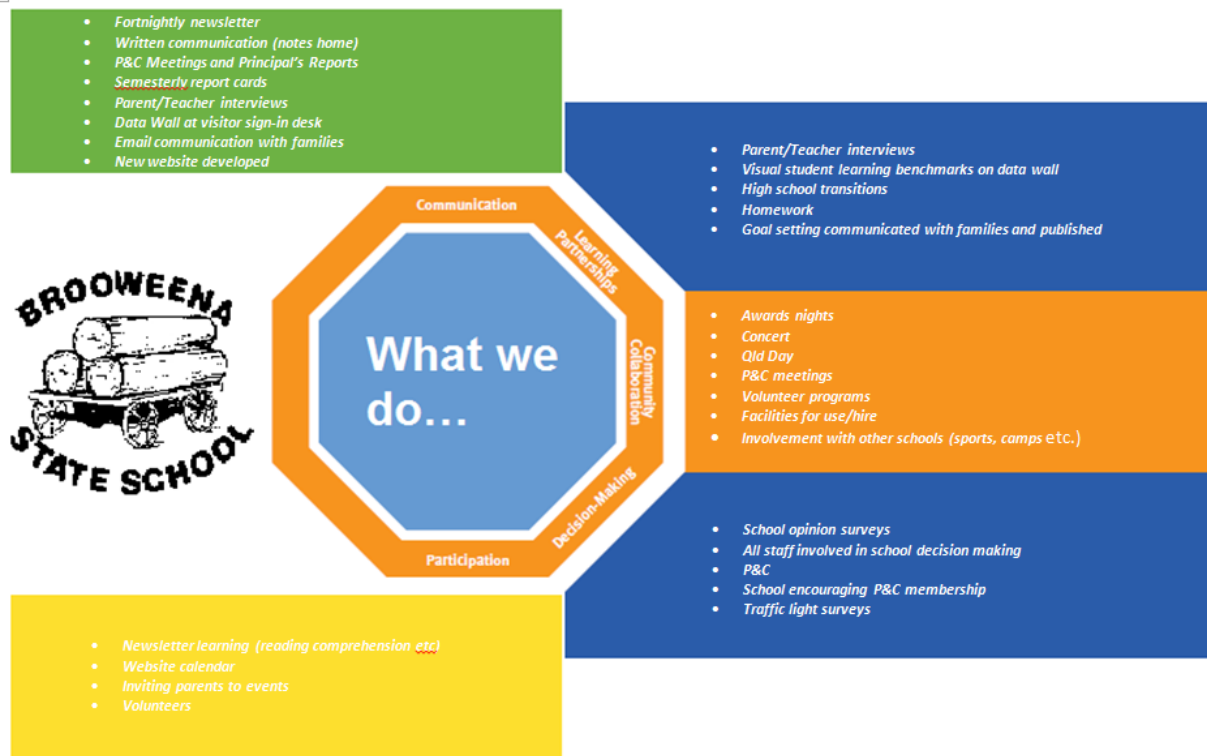 • Fortnightly newsletter
• Written communication (notes home)
• P&C Meetings and Principal's Reports
• Semesterly report cards
• Parent/Teacher interviews
• Data Wall at visitor sign-in desk
• Email communication with families
• New website developed
• Parent/Teacher interviews
• Visual student learning benchmarks on data wall
• High school transitions
• Homework
• Goal setting communicated with families and published
Communication
Learning
Partnerships
Community
Collaboration
Decision-Making
Participation
What we
do...
BROOWEENA
STATE SCHOOL
• Awards nights
• Concert
• Qld Day
• P&C meetings
• Volunteer programs
• Facilities for use/hire
• Involvement with other schools (sports, camps etc.)
• School opinion surveys
• All staff involved in school decision making
• P&C
• School encouraging P&C membership
• Traffic light surveys
• Newsletter learning (reading comprehension etc)
• Website calendar
• Inviting parents to events
• Volunteers